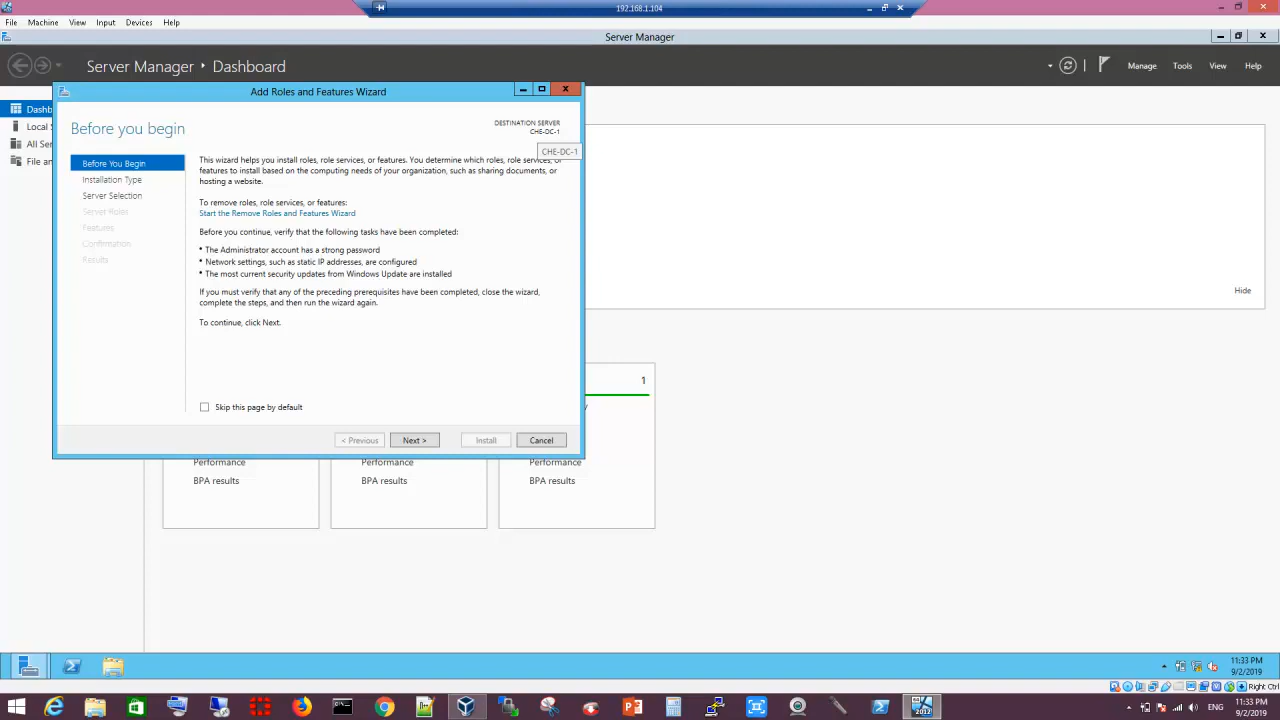 192.168.1.104
File Machine View Input Devices Help
Server Manager
Server Manager ‣ Dashboard
Manage Tools View Help
Add Roles and Features Wizard
Dashb
Local S
All Ser
File an
Before you begin
DESTINATION SERVER
CHE-DC-1
CHE-DC-1
Before You Begin
Installation Type
Server Selection
Server Roles
Features
Confirmation
Results
This wizard helps you install roles, role services, or features. You determine which roles, role services, or
features to install based on the computing needs of your organization, such as sharing documents, or
hosting a website.
To remove roles, role services, or features:
Start the Remove Roles and Features Wizard
Before you continue, verify that the following tasks have been completed:
• The Administrator account has a strong password
• Network settings, such as static IP addresses, are configured
• The most current security updates from Windows Update are installed
If you must verify that any of the preceding prerequisites have been completed, close the wizard,
complete the steps, and then run the wizard again.
To continue, click Next.
Skip this page by default
< Previous Next > Install Cancel
Hide
1
Performance
BPA results
Performance
BPA results
Performance
BPA results
11:33 PM
9/2/2019
Right Ctrl
2012
ENG
11:33 PM
9/2/2019